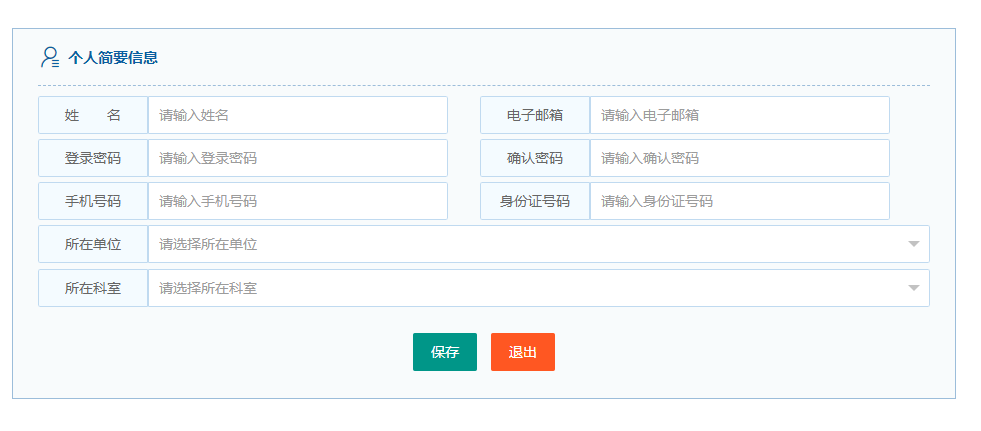 个人简要信息
姓　　名 请输入姓名 电子邮箱 请输入电子邮箱
登录密码 请输入登录密码 确认密码 请输入确认密码
手机号码 请输入手机号码 身份证号码 请输入身份证号码
所在单位 请选择所在单位
所在科室 请选择所在科室
保存 退出